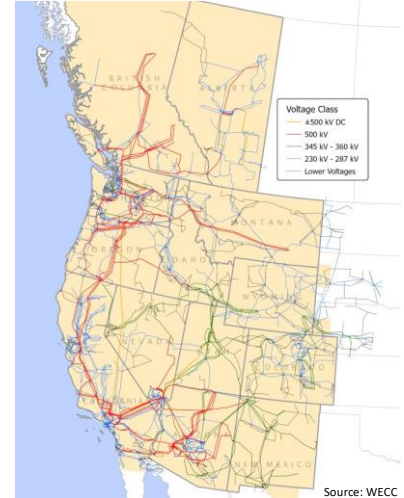 BRITISH
COLUMBIA
ALBERTA
Voltage Class
±500 kV DC
500 kV
345 kV - 360 kV
230 kV - 287 kV
Lower Voltages
MONTANA
OREGON
IDAHO
WYOMING
NEVADA
COLORADO
CALIFORNIA
NEW MEXICO
Source: WECC